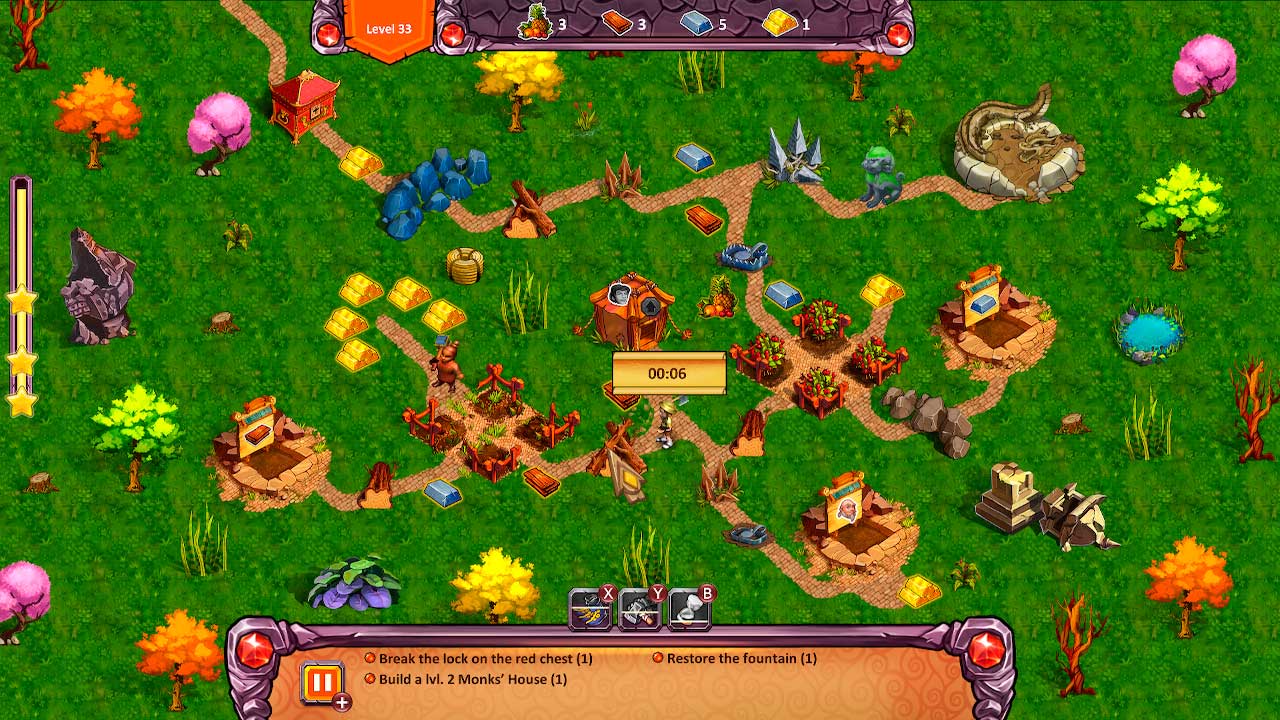 Level 33
3
3
5
1
00:06
X
Y
B
Break the lock on the red chest (1)
Restore the fountain (1)
Build a lvl. 2 Monks' House (1)